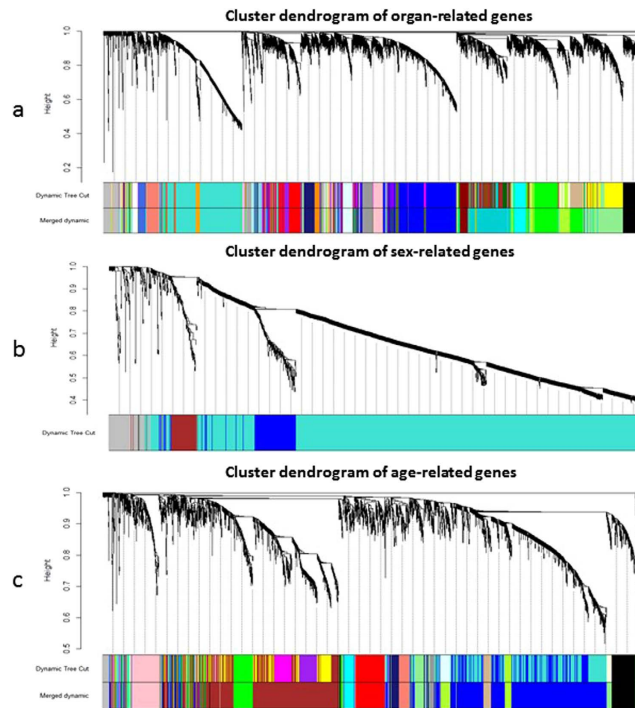 Cluster dendrogram of organ-related genes
a
Height
1.0
0.8
0.6
0.4
0.2
Dynamic Tree Cut
Merged dynamic
Cluster dendrogram of sex-related genes
b
Height
1.0
0.9
0.8
0.7
0.6
0.5
0.4
Dynamic Tree Cut
Cluster dendrogram of age-related genes
c
Height
1.0
0.9
0.8
0.7
0.6
0.5
Dynamic Tree Cut
Merged dynamic